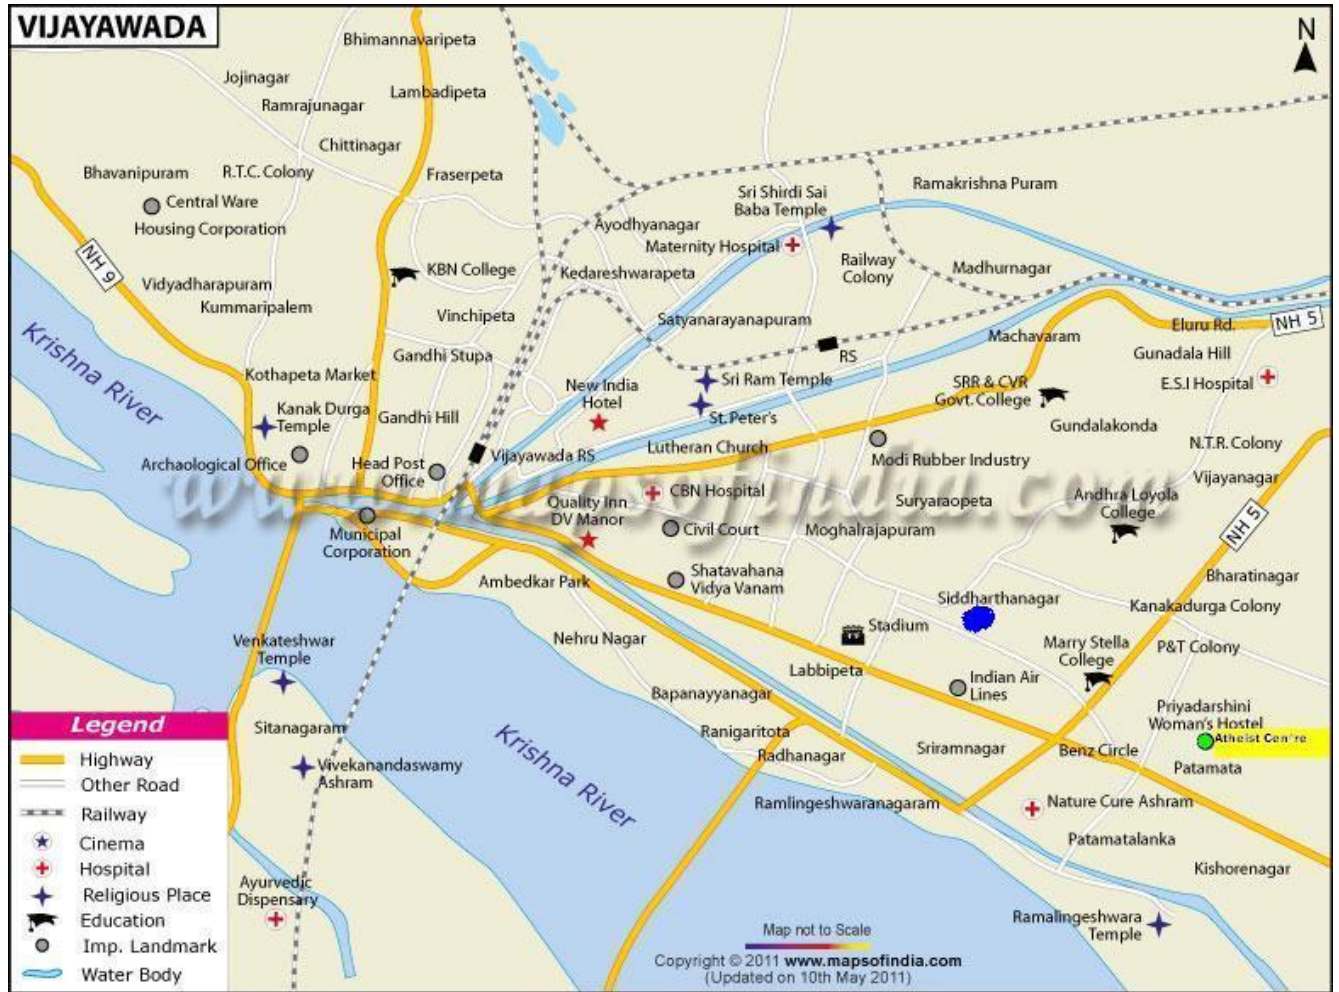 VIJAYAWADA
N
Bhimannavaripeta
Jojinagar
Lambadipeta
Ramrajunagar
Chittinagar
Bhavanipuram
R.T.C. Colony
Fraserpeta
Central Ware
Housing Corporation
Sri Shirdi Sai
Baba Temple
Ramakrishna Puram
Ayodhyanagar
Maternity Hospital
Railway
Colony
NH 9
KBN College
Kedareshwarapeta
Madhurnagar
Vidyadharapuram
Kummaripalem
Vinchipeta
Satyanarayanapuram
Krishna River
Machavaram
Eluru Rd.
NH 5
Gandhi Stupa
RS
Gunadala Hill
Kothapeta Market
New India
Hotel
Sri Ram Temple
SRR & CVR
Govt. College
E.S.I Hospital
Kanak Durga
Temple
Gandhi Hill
St. Peter's
Lutheran Church
Gundalakonda
N.T.R. Colony
Archaological Office
Head Post
Office
Vijayawada RS
Modi Rubber Industry
Vijayanagar
www.mapsofindia.com
Quality Inn
DV Manor
CBN Hospital
Suryaraopeta
Andhra Loyola
College
Municipal
Corporation
Civil Court
Moghalrajapuram
NH 5
Ambedkar Park
Shatavahana
Vidya Vanam
Siddharthanagar
Bharatinagar
Kanakadurga Colony
Venkateshwar
Temple
Nehru Nagar
Stadium
Marry Stella
College
P&T Colony
Labbipeta
Indian Air
Lines
Bapanayyanagar
Priyadarshini
Woman's Hostel
Legend
Sitanagaram
Krishna River
Ranigaritota
Radhanagar
Sriramnagar
Benz Circle
Atheist Centre
Patamata
Highway
Other Road
Railway
Cinema
Hospital
Religious Place
Education
Imp. Landmark
Water Body
Vivekanandaswamy
Ashram
Ramlingeshwaranagaram
Nature Cure Ashram
Patamatalanka
Kishorenagar
Ayurvedic
Dispensary
Ramalingeshwara
Temple
Map not to Scale
Copyright © 2011 www.mapsofindia.com
(Updated on 10th May 2011)